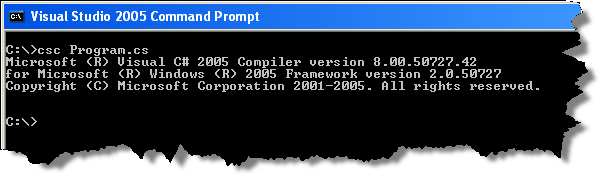 Visual Studio 2005 Command Prompt
C:\>csc Program.cs
Microsoft (R) Visual C# 2005 Compiler version 8.00.50727.42
for Microsoft (R) Windows (R) 2005 Framework version 2.0.50727
Copyright (C) Microsoft Corporation 2001-2005. All rights reserved.
C:\>